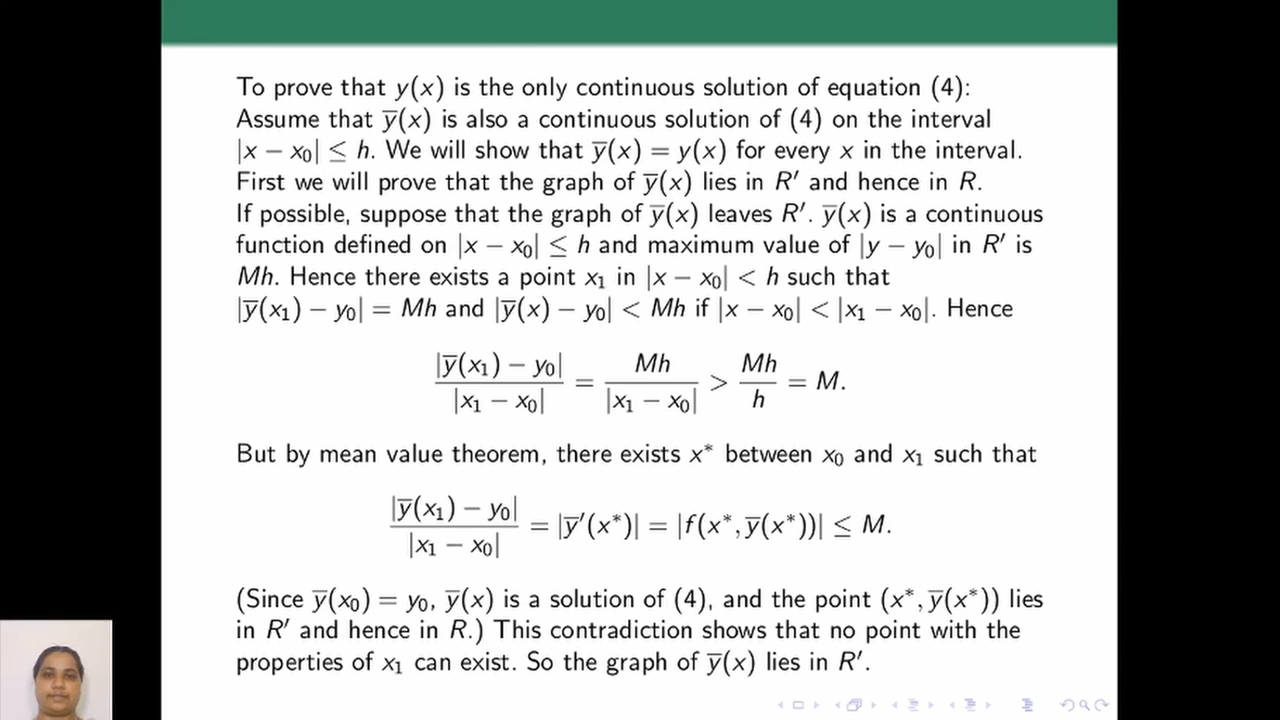 To prove that y(x) is the only continuous solution of equation (4):
Assume that ȳ(x) is also a continuous solution of (4) on the interval
|x − x₀| ≤ h. We will show that ȳ(x) = y(x) for every x in the interval.
First we will prove that the graph of ȳ(x) lies in R′ and hence in R.
If possible, suppose that the graph of ȳ(x) leaves R′. ȳ(x) is a continuous
function defined on |x − x₀| ≤ h and maximum value of |y − y₀| in R′ is
Mh. Hence there exists a point x₁ in |x − x₀| < h such that
|ȳ(x₁) − y₀| = Mh and |ȳ(x) − y₀| < Mh if |x − x₀| < |x₁ − x₀|. Hence
|ȳ(x₁) − y₀| / |x₁ − x₀| = Mh / |x₁ − x₀| > Mh / h = M.
But by mean value theorem, there exists x* between x₀ and x₁ such that
|ȳ(x₁) − y₀| / |x₁ − x₀| = |ȳ′(x*)| = |f(x*, ȳ(x*))| ≤ M.
(Since ȳ(x₀) = y₀, ȳ(x) is a solution of (4), and the point (x*, ȳ(x*)) lies
in R′ and hence in R.) This contradiction shows that no point with the
properties of x₁ can exist. So the graph of ȳ(x) lies in R′.